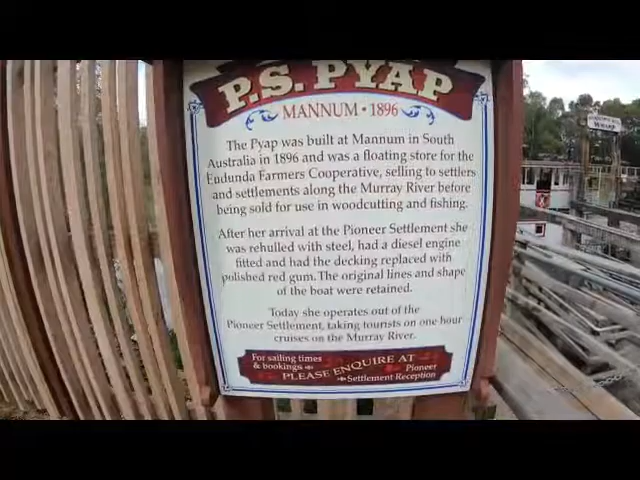 P.S. PYAP
MANNUM • 1896
The Pyap was built at Mannum in South
Australia in 1896 and was a floating store for the
Eudunda Farmers Cooperative, selling to settlers
and settlements along the Murray River before
being sold for use in woodcutting and fishing.
After her arrival at the Pioneer Settlement she
was rehulled with steel, had a diesel engine
fitted and had the decking replaced with
polished red gum. The original lines and shape
of the boat were retained.
Today she operates out of the
Pioneer Settlement, taking tourists on one hour
cruises on the Murray River.
For sailing times
& bookings
PLEASE ENQUIRE AT
Pioneer
Settlement Reception
WHARF